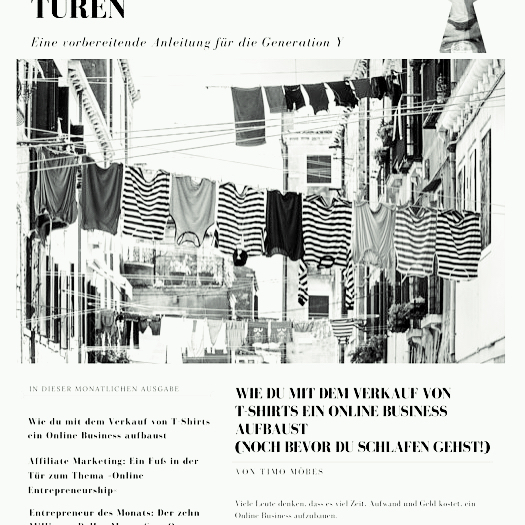 TÜREN
Eine vorbereitende Anleitung für die Generation Y
IN DIESER MONATLICHEN AUSGABE
Wie du mit dem Verkauf von T-Shirts
ein Online Business aufbaust
Affiliate Marketing: Ein Fuß in der
Tür zum Thema -Online
Entrepreneurship-
Entrepreneur des Monats: Der zehn
WIE DU MIT DEM VERKAUF VON
T-SHIRTS EIN ONLINE BUSINESS
AUFBAUST
(NOCH BEVOR DU SCHLAFEN GEHST!)
VON TIMO MÖBES
Viele Leute denken, dass es viel Zeit, Aufwand und Geld kostet, ein
Online Business aufzubauen.